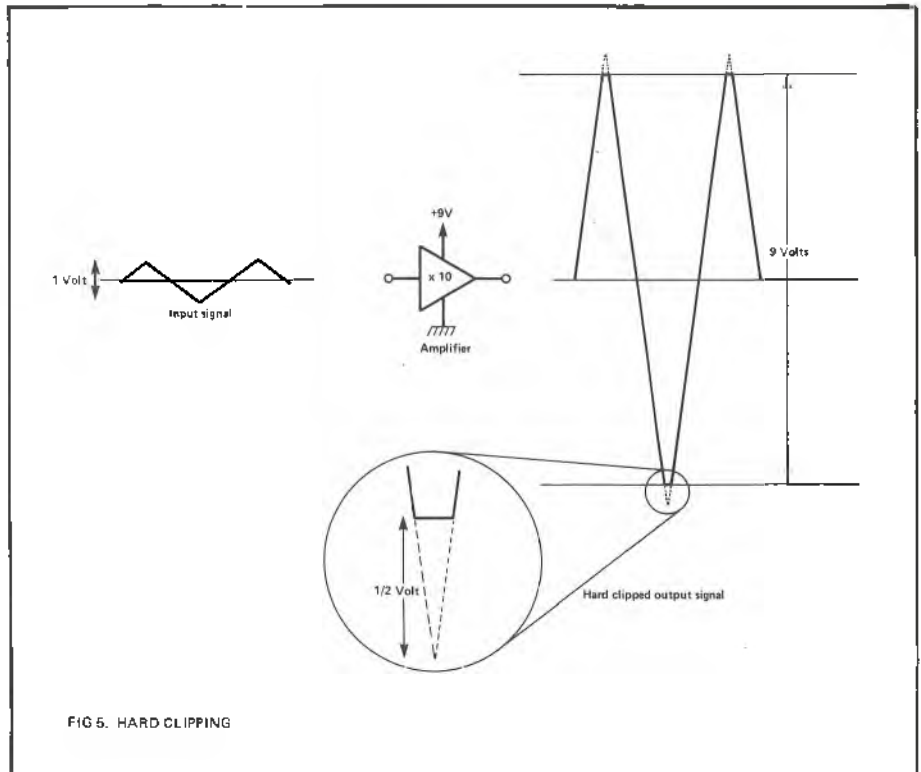 +9V
9 Volts
1 Volt
x 10
Input signal
Amplifier
1/2 Volt
Hard clipped output signal
FIG 5. HARD CLIPPING